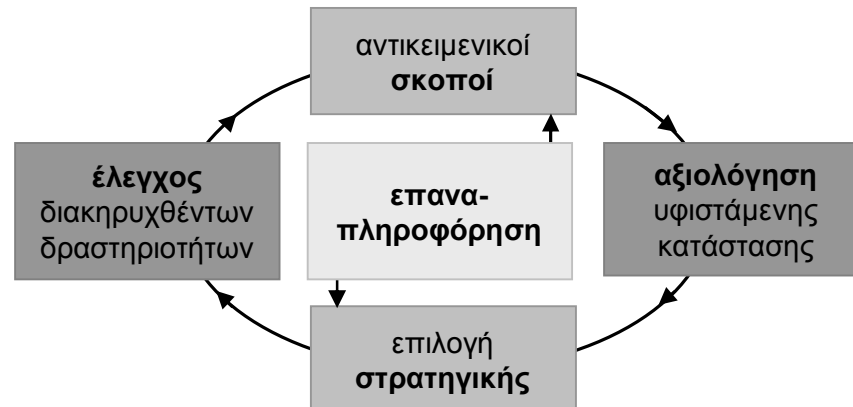 αντικειμενικοί
σκοποί
έλεγχος
διακηρυχθέντων
δραστηριοτήτων
επανα-
πληροφόρηση
αξιολόγηση
υφιστάμενης
κατάστασης
επιλογή
στρατηγικής